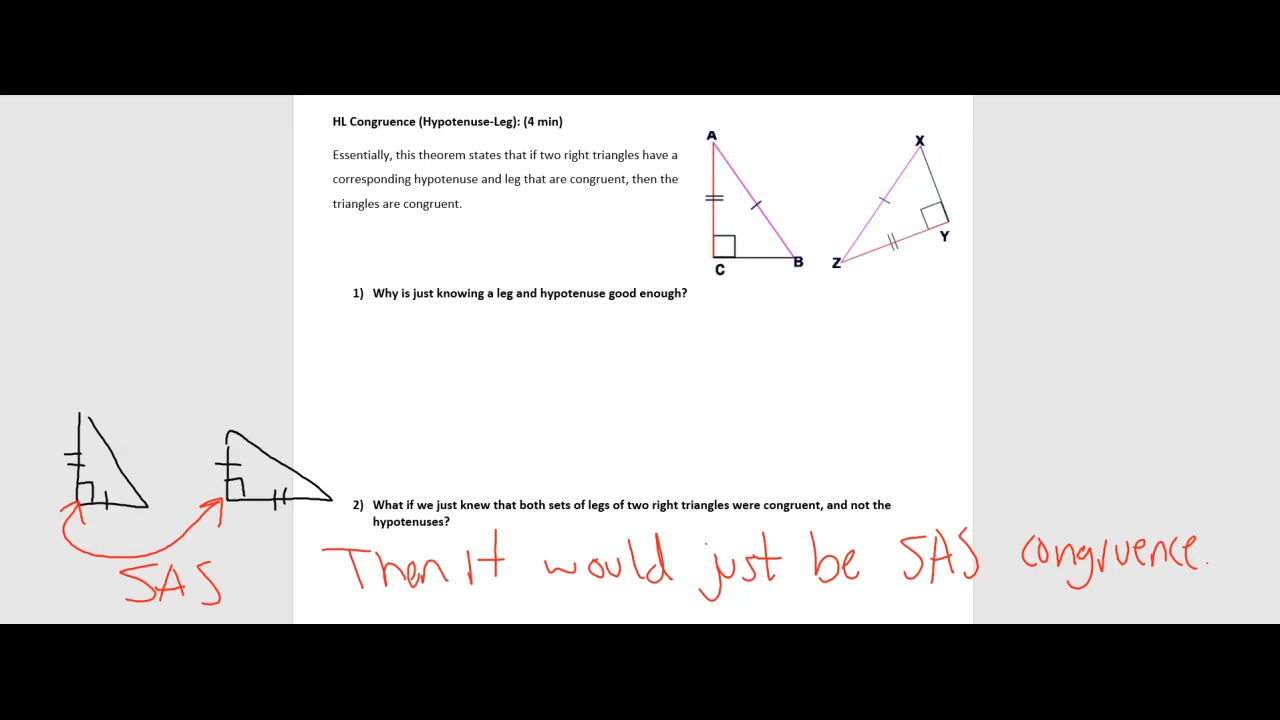 HL Congruence (Hypotenuse-Leg): (4 min)
Essentially, this theorem states that if two right triangles have a
corresponding hypotenuse and leg that are congruent, then the
triangles are congruent.
A
C
B
X
Y
Z
1) Why is just knowing a leg and hypotenuse good enough?
2) What if we just knew that both sets of legs of two right triangles were congruent, and not the
hypotenuses?
Then it would just be SAS congruence.
SAS